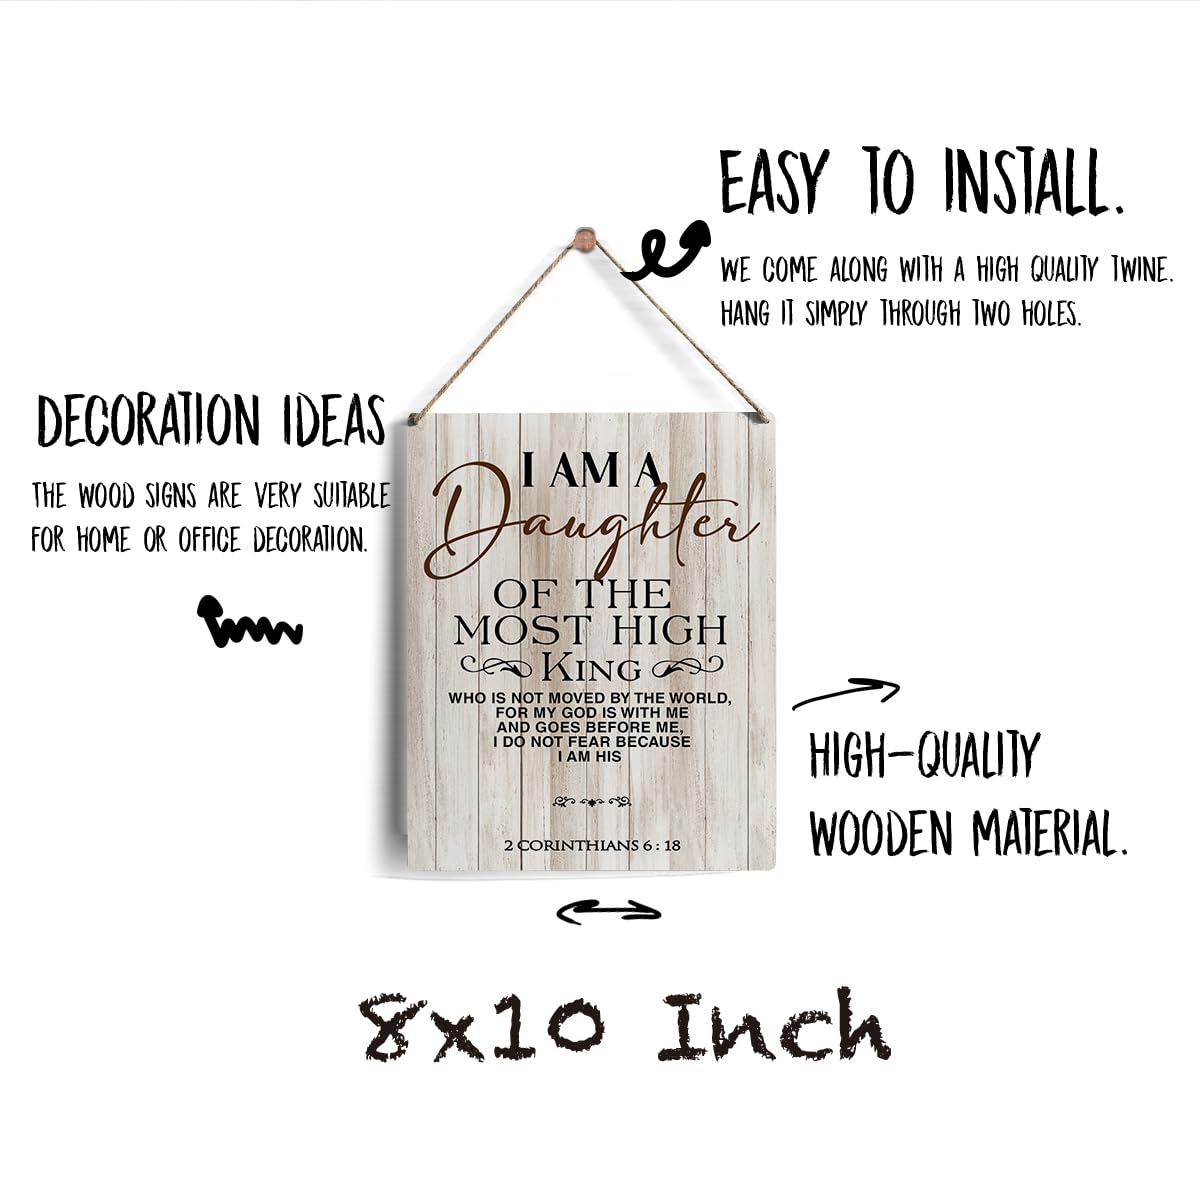 EASY TO INSTALL.
WE COME ALONG WITH A HIGH QUALITY TWINE.
HANG IT SIMPLY THROUGH TWO HOLES.
DECORATION IDEAS
THE WOOD SIGNS ARE VERY SUITABLE
FOR HOME OR OFFICE DECORATION.
I AM A
Daughter
OF THE
MOST HIGH
KING
WHO IS NOT MOVED BY THE WORLD,
FOR MY GOD IS WITH ME
AND GOES BEFORE ME,
I DO NOT FEAR BECAUSE
I AM HIS
2 CORINTHIANS 6 : 18
HIGH-QUALITY
WOODEN MATERIAL.
8x10 Inch